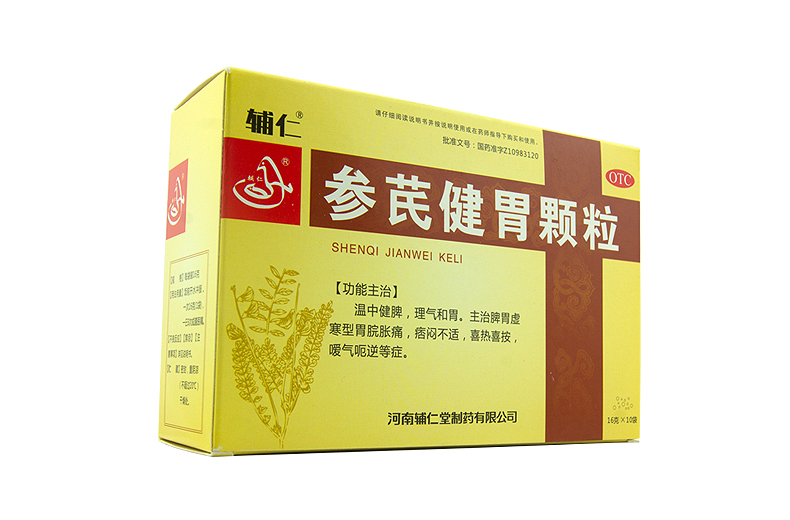 辅仁®
请仔细阅读说明书并按说明使用或在药师指导下购买和使用。
批准文号：国药准字Z10983120
辅仁
®
OTC
参芪健胃颗粒
SHENQI JIANWEI KELI
【功能主治】
温中健脾，理气和胃。主治脾胃虚
寒型胃脘胀痛，痞闷不适，喜热喜按，
嗳气呃逆等症。
河南辅仁堂制药有限公司
16克×10袋